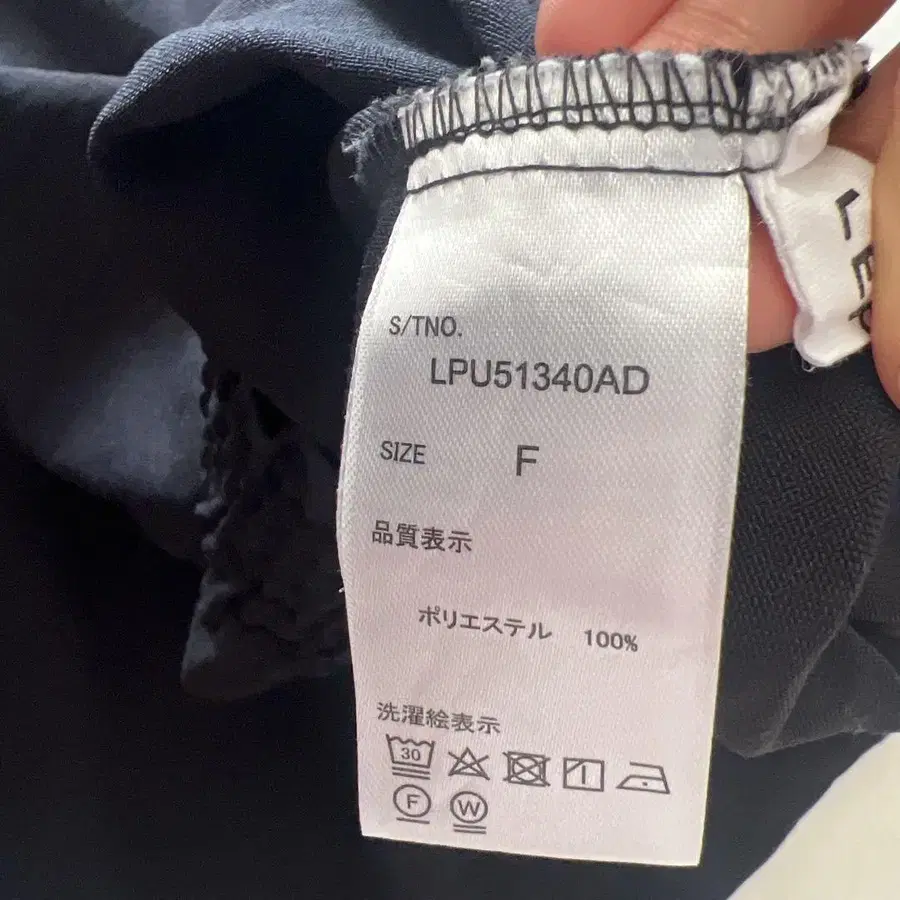 S/TNO.
LPU51340AD
SIZE F
品質表示
ポリエステル 100%
洗濯絵表示
30
F W
LEP